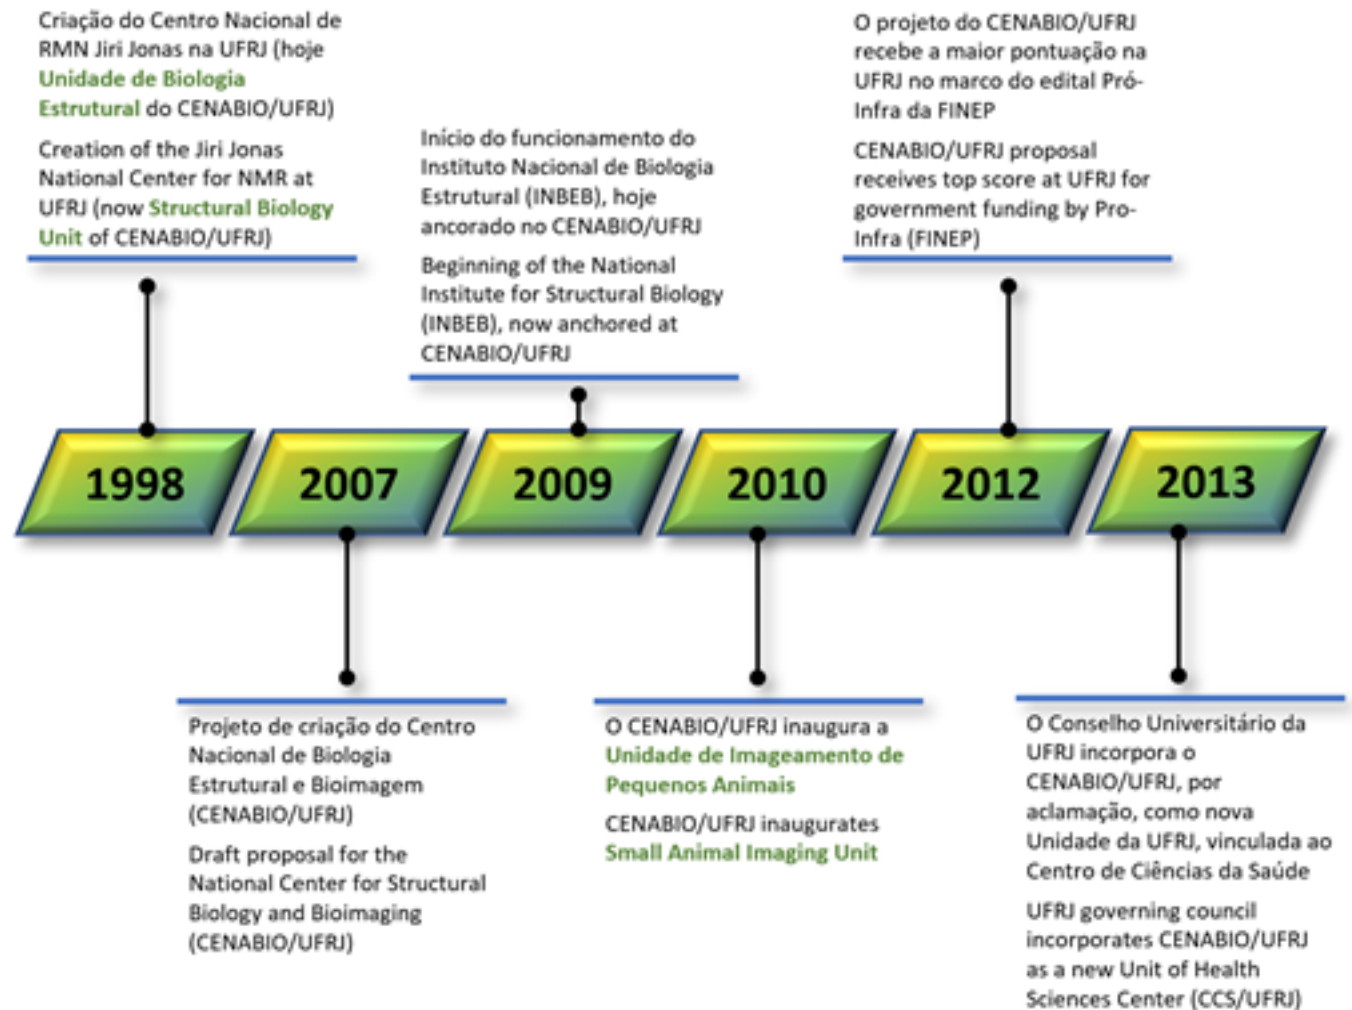 Criação do Centro Nacional de
RMN Jiri Jonas na UFRJ (hoje
Unidade de Biologia
Estrutural do CENABIO/UFRJ)
Creation of the Jiri Jonas
National Center for NMR at
UFRJ (now Structural Biology
Unit of CENABIO/UFRJ)
Início do funcionamento do
Instituto Nacional de Biologia
Estrutural (INBEB), hoje
ancorado no CENABIO/UFRJ
Beginning of the National
Institute for Structural Biology
(INBEB), now anchored at
CENABIO/UFRJ
O projeto do CENABIO/UFRJ
recebe a maior pontuação na
UFRJ no marco do edital Pró-
Infra da FINEP
CENABIO/UFRJ proposal
receives top score at UFRJ for
government funding by Pro-
Infra (FINEP)
1998
2007
2009
2010
2012
2013
Projeto de criação do Centro
Nacional de Biologia
Estrutural e Bioimagem
(CENABIO/UFRJ)
Draft proposal for the
National Center for Structural
Biology and Bioimaging
(CENABIO/UFRJ)
O CENABIO/UFRJ inaugura a
Unidade de Imageamento de
Pequenos Animais
CENABIO/UFRJ inaugurates
Small Animal Imaging Unit
O Conselho Universitário da
UFRJ incorpora o
CENABIO/UFRJ, por
aclamação, como nova
Unidade da UFRJ, vinculada ao
Centro de Ciências da Saúde
UFRJ governing council
incorporates CENABIO/UFRJ
as a new Unit of Health
Sciences Center (CCS/UFRJ)